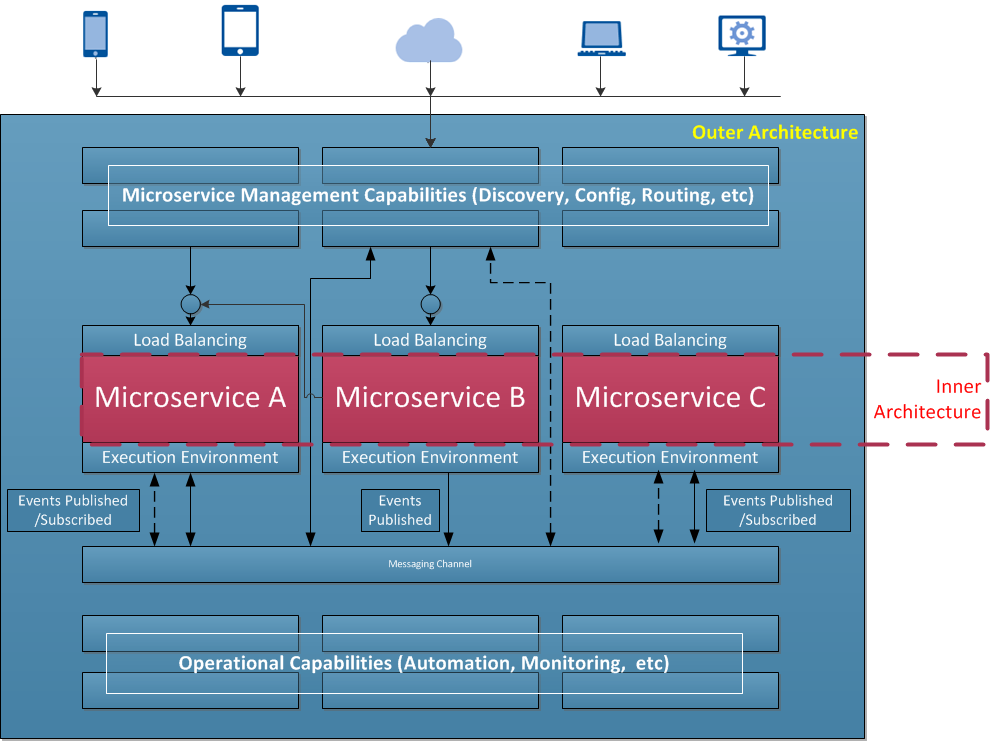 Outer Architecture
Microservice Management Capabilities (Discovery, Config, Routing, etc)
Load Balancing
Load Balancing
Load Balancing
Microservice A
Microservice B
Microservice C
Inner
Architecture
Execution Environment
Execution Environment
Execution Environment
Events Published
/Subscribed
Events
Published
Events Published
/Subscribed
Messaging Channel
Operational Capabilities (Automation, Monitoring, etc)